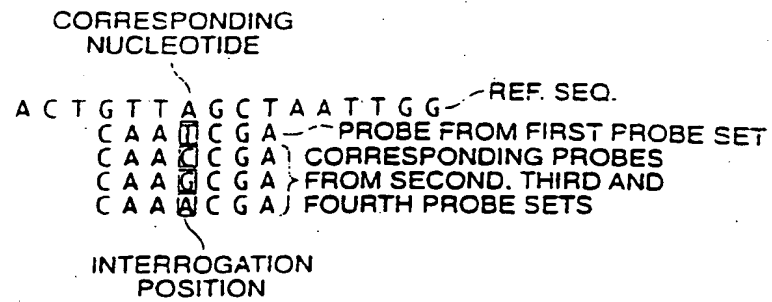 CORRESPONDING
NUCLEOTIDE
A C T G T T A G C T A A T T G G REF. SEQ.
C A A T C G A PROBE FROM FIRST PROBE SET
C A A C C G A CORRESPONDING PROBES
C A A G C G A FROM SECOND. THIRD AND
C A A A C G A FOURTH PROBE SETS
INTERROGATION
POSITION